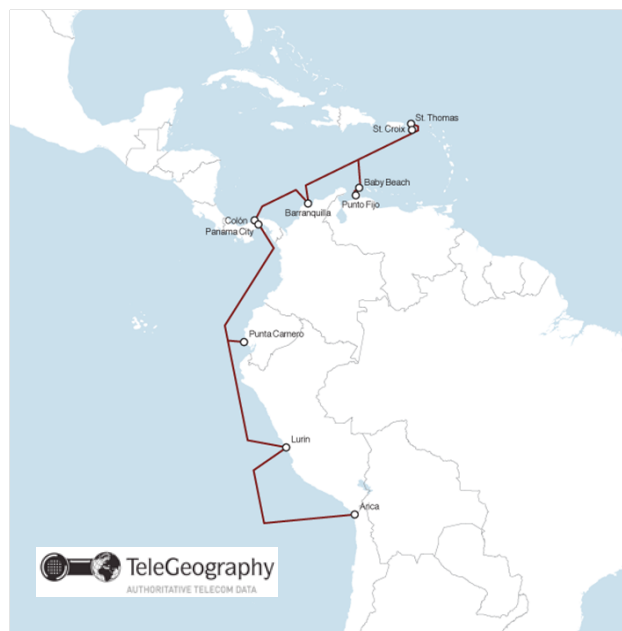 St. Thomas
St. Croix
Baby Beach
Punto Fijo
Barranquilla
Colón
Panama City
Punta Carnero
Lurin
Arica
TeleGeography
AUTHORITATIVE TELECOM DATA